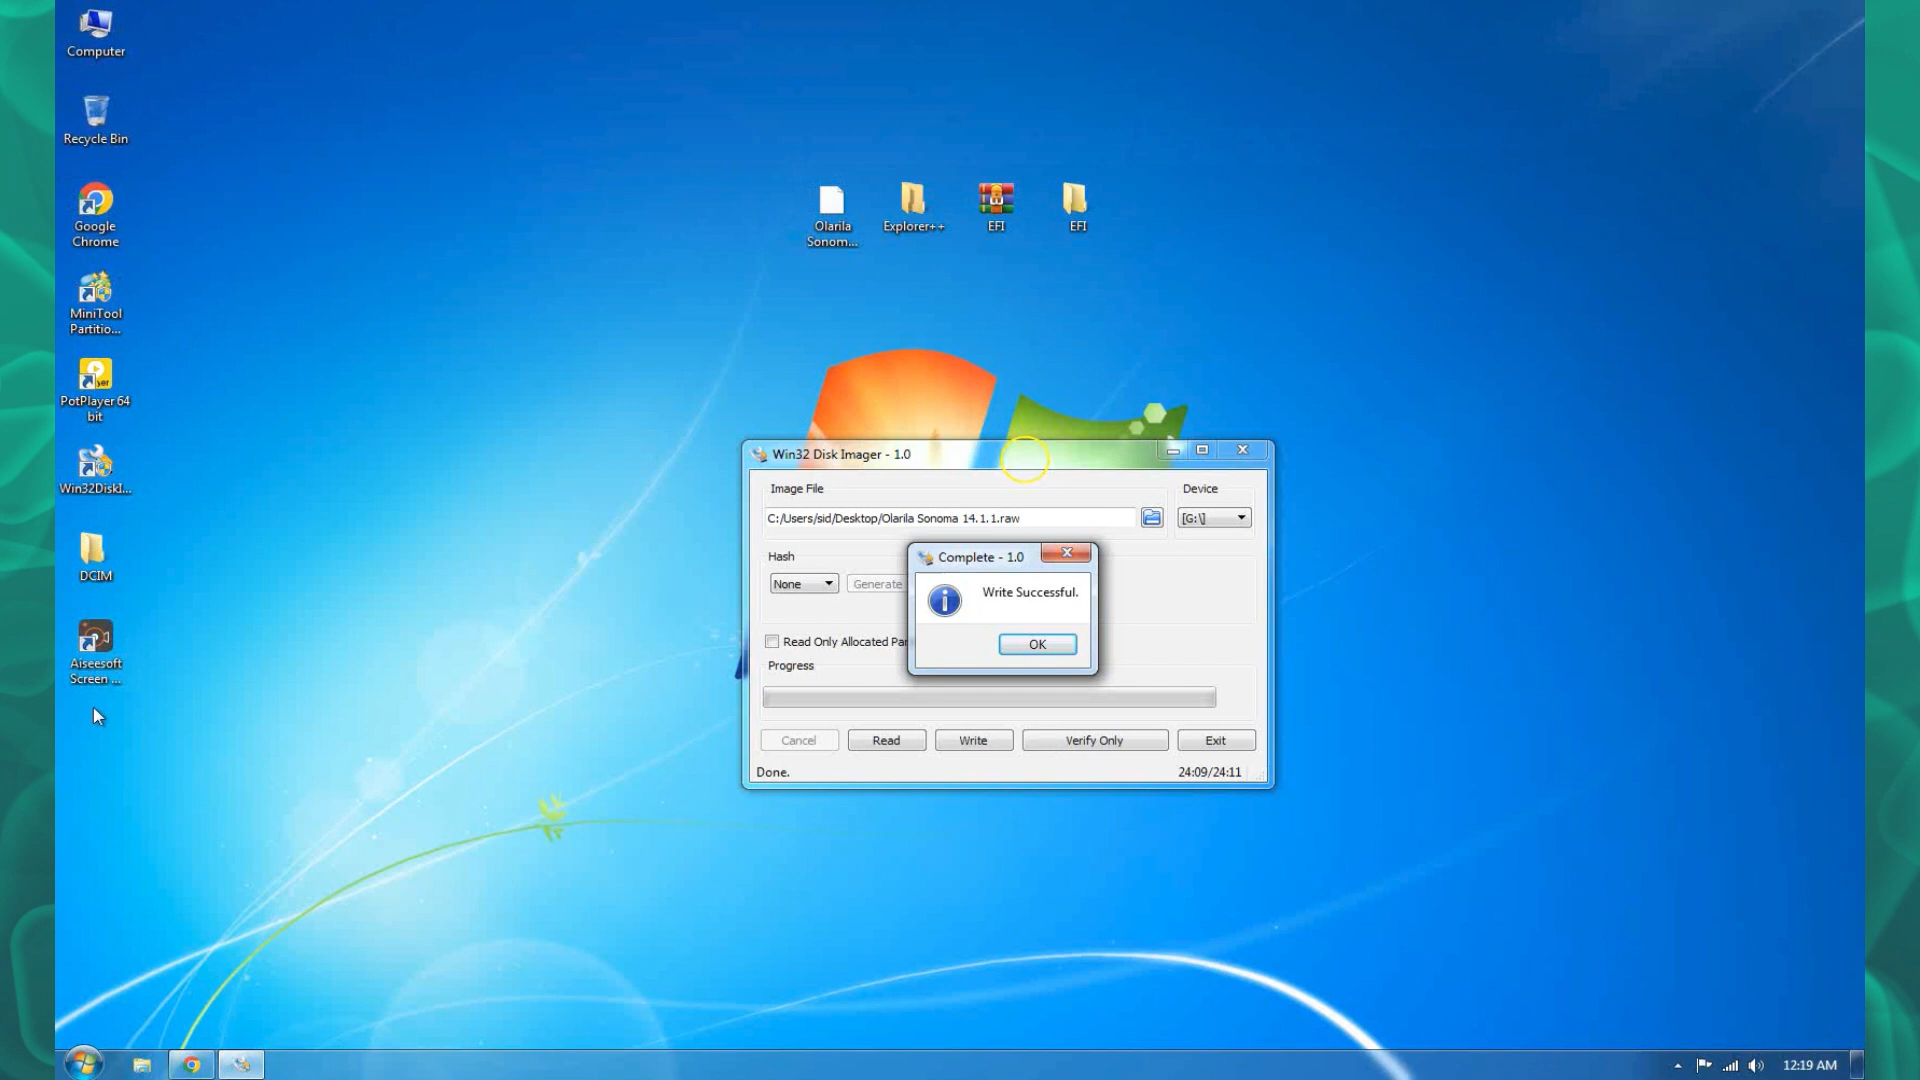 Computer
Recycle Bin
Google
Chrome
MiniTool
Partitio...
PotPlayer 64
bit
Win32DiskI...
DCIM
Aiseesoft
Screen ...
Olarila
Sonom...
Explorer++
EFI
EFI
Win32 Disk Imager - 1.0
Image File
Device
C:/Users/sid/Desktop/Olarila Sonoma 14.1.1.raw
[G:\]
Hash
None
Generate
Complete - 1.0
Write Successful.
OK
Read Only Allocated Par
Progress
Cancel
Read
Write
Verify Only
Exit
Done.
24:09/24:11
12:19 AM